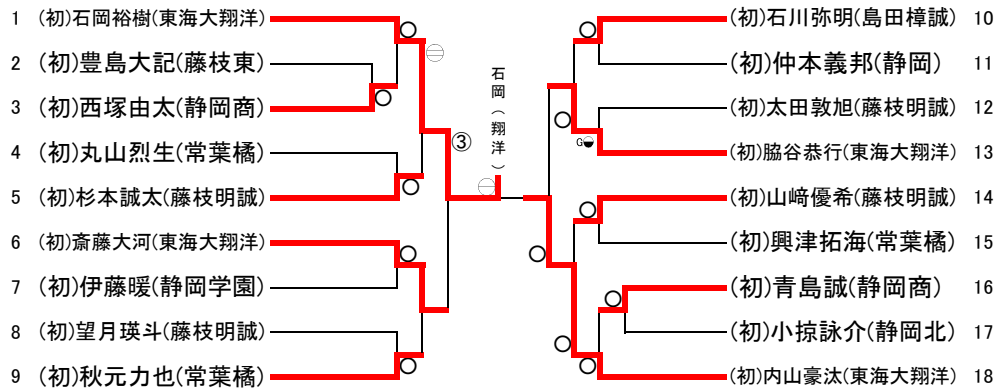 1 (初)石岡裕樹(東海大翔洋)
2 (初)豊島大記(藤枝東)
3 (初)西塚由太(静岡商)
4 (初)丸山烈生(常葉橘)
5 (初)杉本誠太(藤枝明誠)
6 (初)斎藤大河(東海大翔洋)
7 (初)伊藤暖(静岡学園)
8 (初)望月瑛斗(藤枝明誠)
9 (初)秋元力也(常葉橘)
③
石岡(翔洋)
G
(初)石川弥明(島田樟誠) 10
(初)仲本義邦(静岡) 11
(初)太田敦旭(藤枝明誠) 12
(初)脇谷恭行(東海大翔洋) 13
(初)山﨑優希(藤枝明誠) 14
(初)興津拓海(常葉橘) 15
(初)青島誠(静岡商) 16
(初)小掠詠介(静岡北) 17
(初)内山豪汰(東海大翔洋) 18